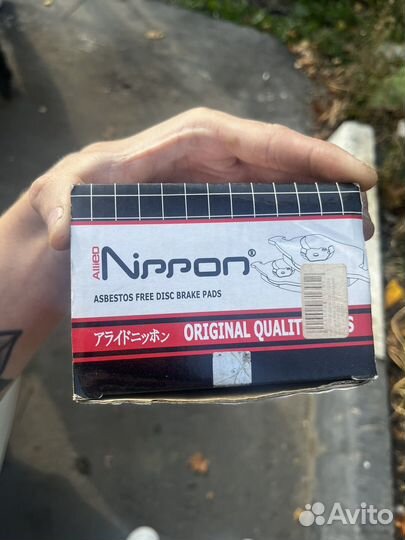 Allied Nippon®
ASBESTOS FREE DISC BRAKE PADS
アライドニッポン ORIGINAL QUALIT S
Avito